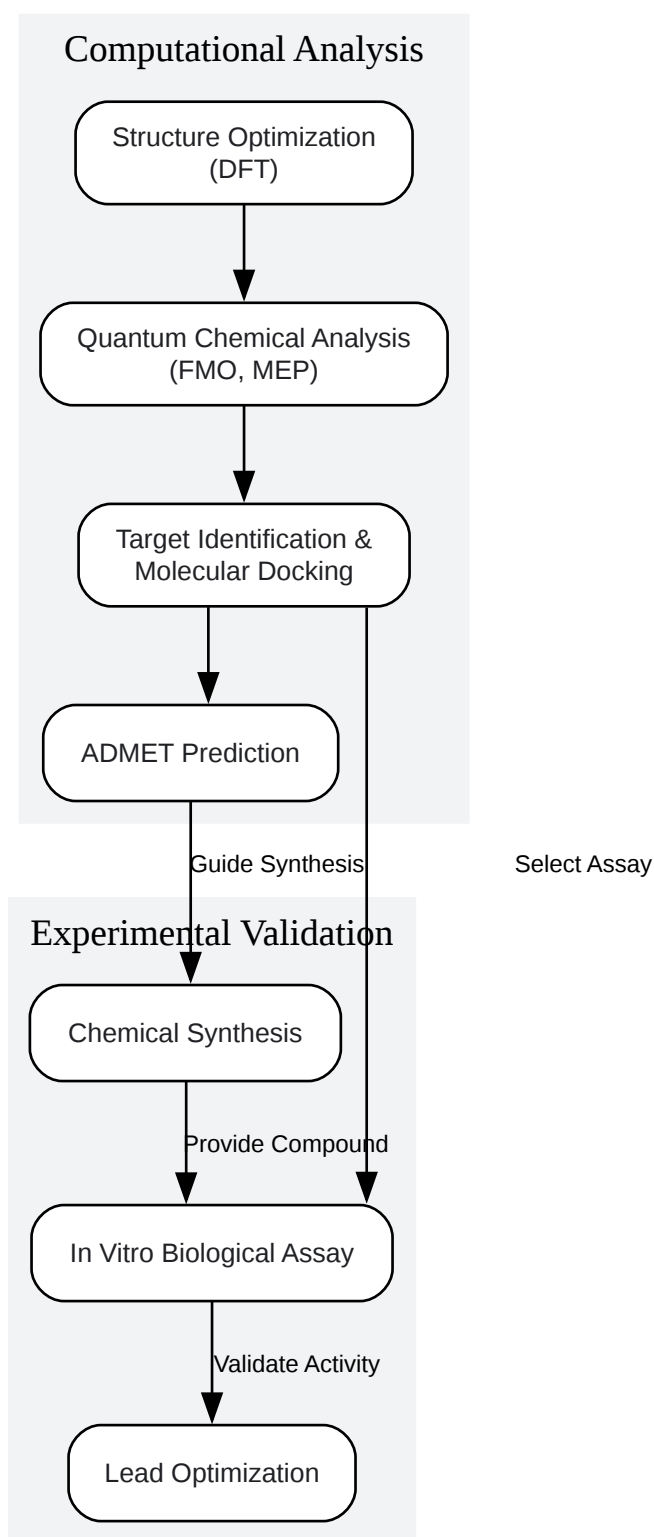 Computational Analysis
Structure Optimization
(DFT)
Quantum Chemical Analysis
(FMO, MEP)
Target Identification &
Molecular Docking
ADMET Prediction
Guide Synthesis
Select Assay
Experimental Validation
Chemical Synthesis
Provide Compound
In Vitro Biological Assay
Validate Activity
Lead Optimization